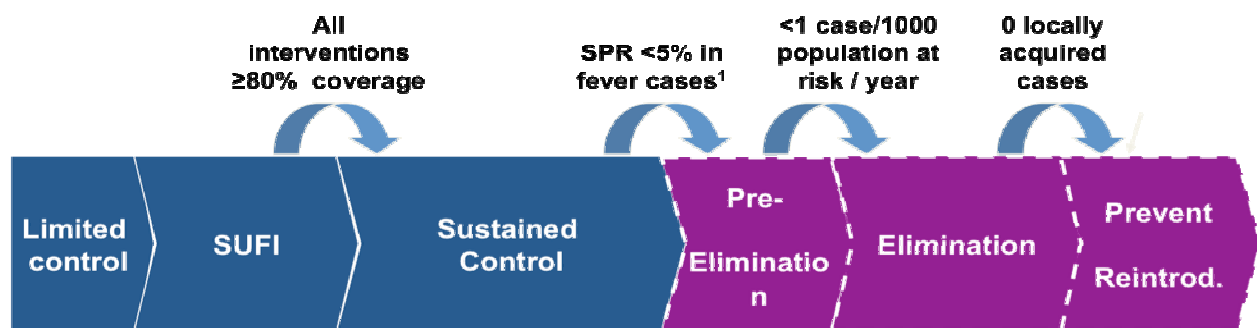 All
interventions
≥80% coverage
SPR <5% in
fever cases¹
<1 case/1000
population at
risk / year
0 locally
acquired
cases
Limited
control
SUFI
Sustained
Control
Pre-
Eliminatio
n
Elimination
Prevent
Reintrod.